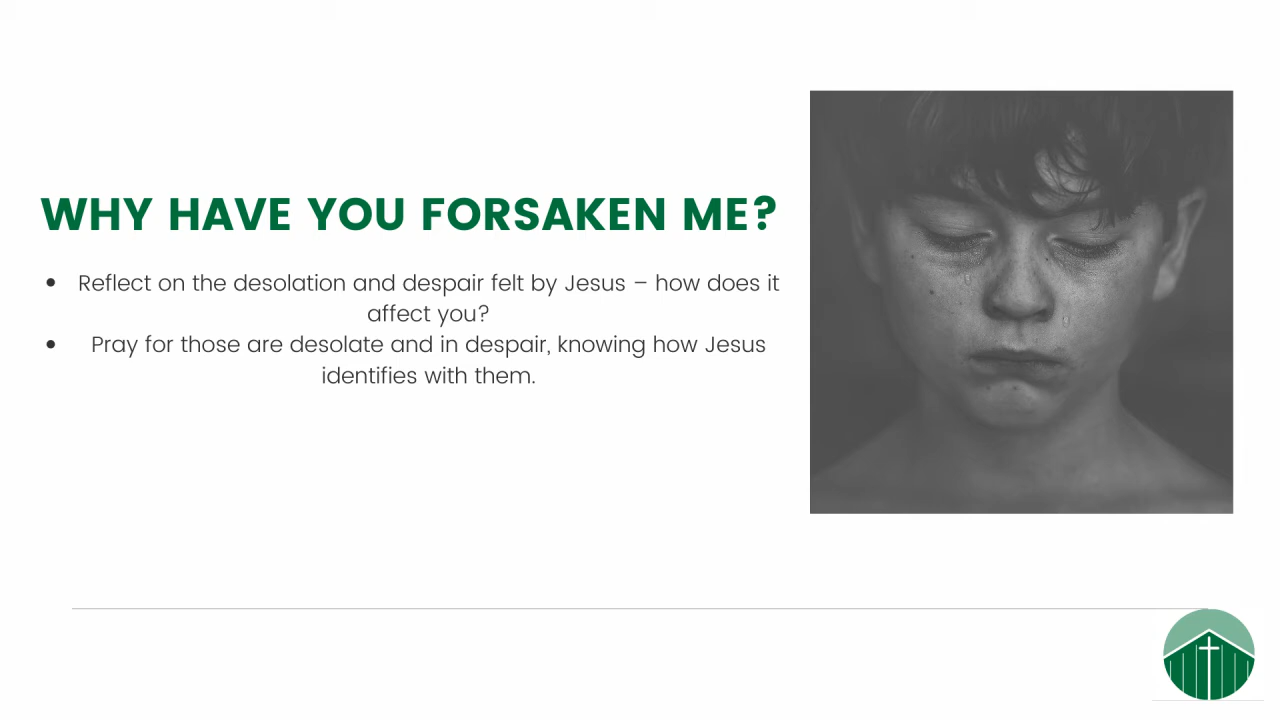 WHY HAVE YOU FORSAKEN ME?
• Reflect on the desolation and despair felt by Jesus – how does it
affect you?
• Pray for those are desolate and in despair, knowing how Jesus
identifies with them.